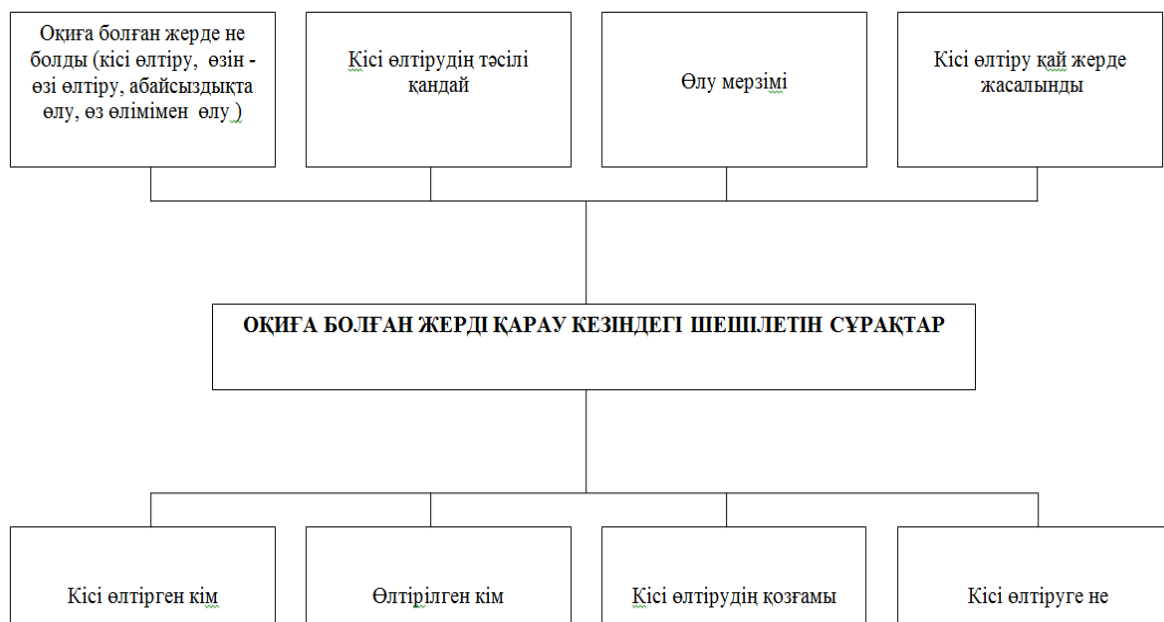 Оқиға болған жерде не
болды (кісі өлтіру, өзін -
өзі өлтіру, абайсыздықта
өлу, өз өлімімен өлу )
Кісі өлтірудің тәсілі
қандай
Өлу мерзімі
Кісі өлтіру қай жерде
жасалынды
ОҚИҒА БОЛҒАН ЖЕРДІ ҚАРАУ КЕЗІНДЕГІ ШЕШІЛЕТІН СҰРАҚТАР
Кісі өлтірген кім
Өлтірілген кім
Кісі өлтірудің қозғамы
Кісі өлтіруге не